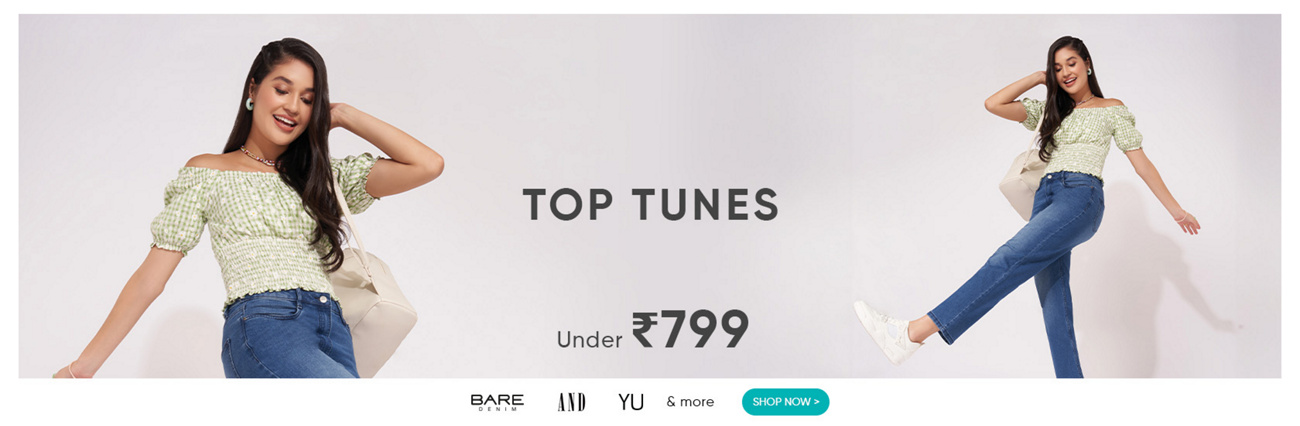 TOP TUNES
Under ₹799
BARE DENIM AND YU & more SHOP NOW >